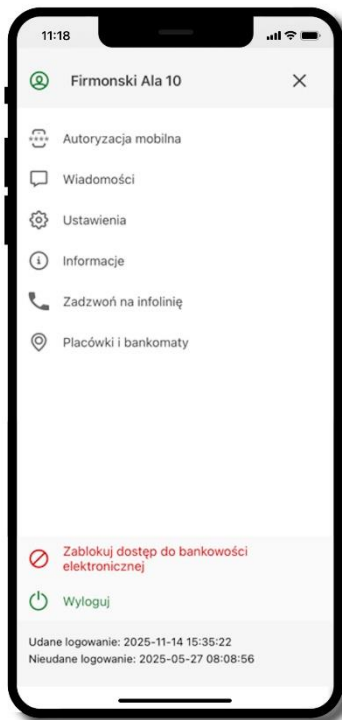 11:18
Firmonski Ala 10
Autoryzacja mobilna
Wiadomości
Ustawienia
Informacje
Zadzwoń na infolinię
Placówki i bankomaty
Zablokuj dostęp do bankowości
elektronicznej
Wyloguj
Udane logowanie: 2025-11-14 15:35:22
Nieudane logowanie: 2025-05-27 08:08:56